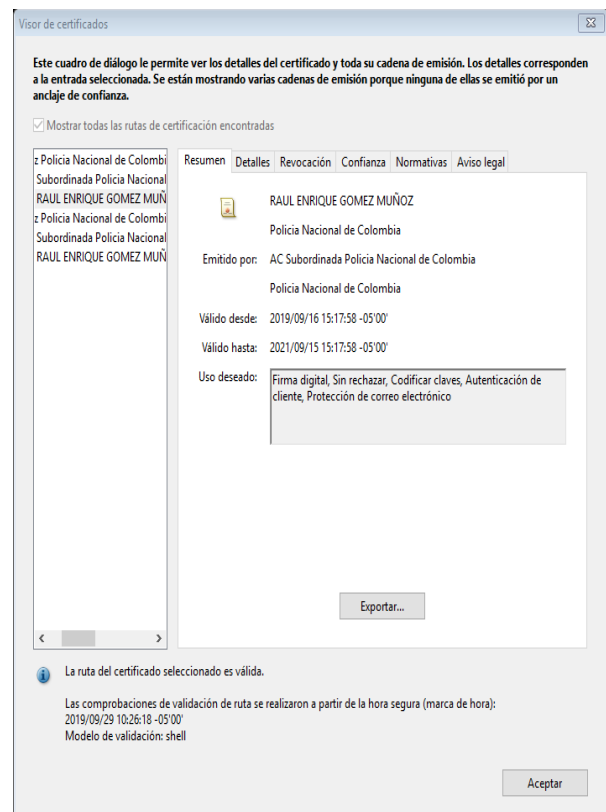 Visor de certificados
Este cuadro de diálogo le permite ver los detalles del certificado y toda su cadena de emisión. Los detalles corresponden
a la entrada seleccionada. Se están mostrando varias cadenas de emisión porque ninguna de ellas se emitió por un
anclaje de confianza.
Mostrar todas las rutas de certificación encontradas
z Policia Nacional de Colombi
Subordinada Policia Nacional
RAUL ENRIQUE GOMEZ MUÑ
z Policia Nacional de Colombi
Subordinada Policia Nacional
RAUL ENRIQUE GOMEZ MUÑ
Resumen Detalles Revocación Confianza Normativas Aviso legal
RAUL ENRIQUE GOMEZ MUÑOZ
Policia Nacional de Colombia
Emitido por: AC Subordinada Policia Nacional de Colombia
Policia Nacional de Colombia
Válido desde: 2019/09/16 15:17:58 -05'00'
Válido hasta: 2021/09/15 15:17:58 -05'00'
Uso deseado: Firma digital, Sin rechazar, Codificar claves, Autenticación de
cliente, Protección de correo electrónico
Exportar...
La ruta del certificado seleccionado es válida.
Las comprobaciones de validación de ruta se realizaron a partir de la hora segura (marca de hora):
2019/09/29 10:26:18 -05'00'
Modelo de validación: shell
Aceptar